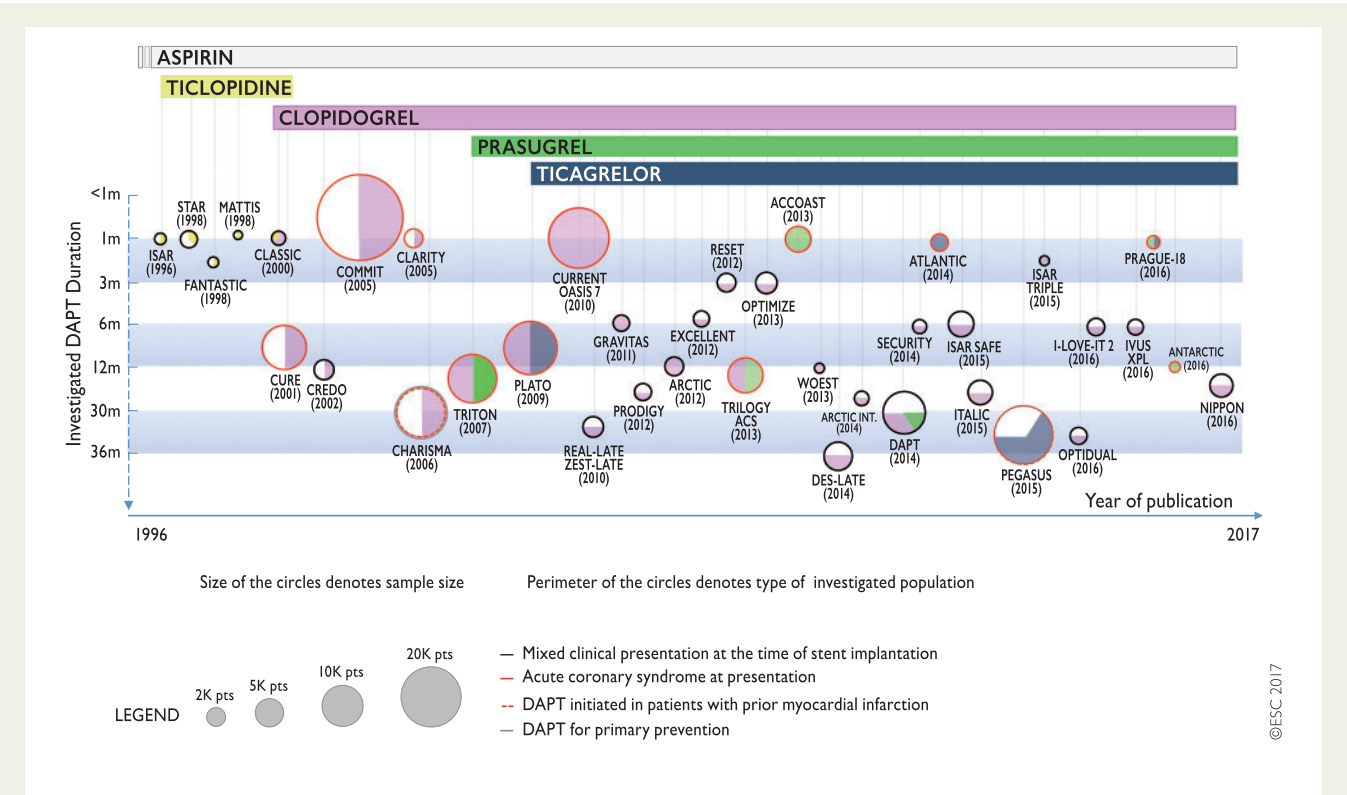 ASPIRIN
TICLOPIDINE
CLOPIDOGREL
PRASUGREL
TICAGRELOR
Investigated DAPT Duration
<1m
1m
3m
6m
12m
30m
36m
ISAR
(1996)
STAR
(1998)
FANTASTIC
(1998)
MATTIS
(1998)
CLASSIC
(2000)
COMMIT
(2005)
CLARITY
(2005)
CURE
(2001)
CREDO
(2002)
CHARISMA
(2006)
TRITON
(2007)
PLATO
(2009)
CURRENT
OASIS 7
(2010)
REAL-LATE
ZEST-LATE
(2010)
GRAVITAS
(2011)
PRODIGY
(2012)
EXCELLENT
(2012)
ARCTIC
(2012)
RESET
(2012)
OPTIMIZE
(2013)
TRILOGY
ACS
(2013)
ACCOAST
(2013)
WOEST
(2013)
ARCTIC INT.
(2014)
DES-LATE
(2014)
DAPT
(2014)
SECURITY
(2014)
ATLANTIC
(2014)
ISAR SAFE
(2015)
ITALIC
(2015)
PEGASUS
(2015)
ISAR
TRIPLE
(2015)
OPTIDUAL
(2016)
I-LOVE-IT 2
(2016)
IVUS
XPL
(2016)
PRAGUE-18
(2016)
ANTARCTIC
(2016)
NIPPON
(2016)
Year of publication
1996
2017
Size of the circles denotes sample size
Perimeter of the circles denotes type of investigated population
LEGEND
2K pts
5K pts
10K pts
20K pts
Mixed clinical presentation at the time of stent implantation
Acute coronary syndrome at presentation
DAPT initiated in patients with prior myocardial infarction
DAPT for primary prevention
©ESC 2017